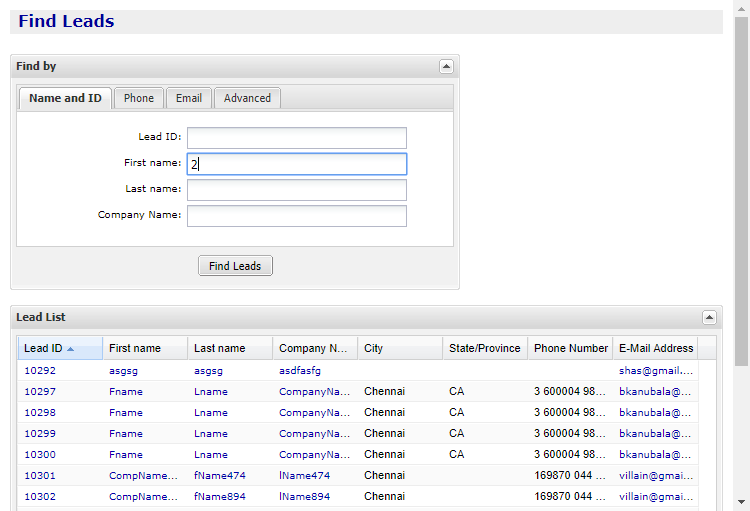 Find Leads
Find by
Name and ID Phone Email Advanced
Lead ID:
First name: 2
Last name:
Company Name:
Find Leads
Lead List
Lead ID First name Last name Company N... City State/Province Phone Number E-Mail Address
10292 asgsg asgsg asdfasfg shas@gmail....
10297 Fname Lname CompanyNa... Chennai CA 3 600004 98... bkanubala@...
10298 Fname Lname CompanyNa... Chennai CA 3 600004 98... bkanubala@...
10299 Fname Lname CompanyNa... Chennai CA 3 600004 98... bkanubala@...
10300 Fname Lname CompanyNa... Chennai CA 3 600004 98... bkanubala@...
10301 CompName... fName474 lName474 Chennai 169870 044 ... villain@gmai...
10302 CompName... fName894 lName894 Chennai 169870 044 ... villain@gmai...